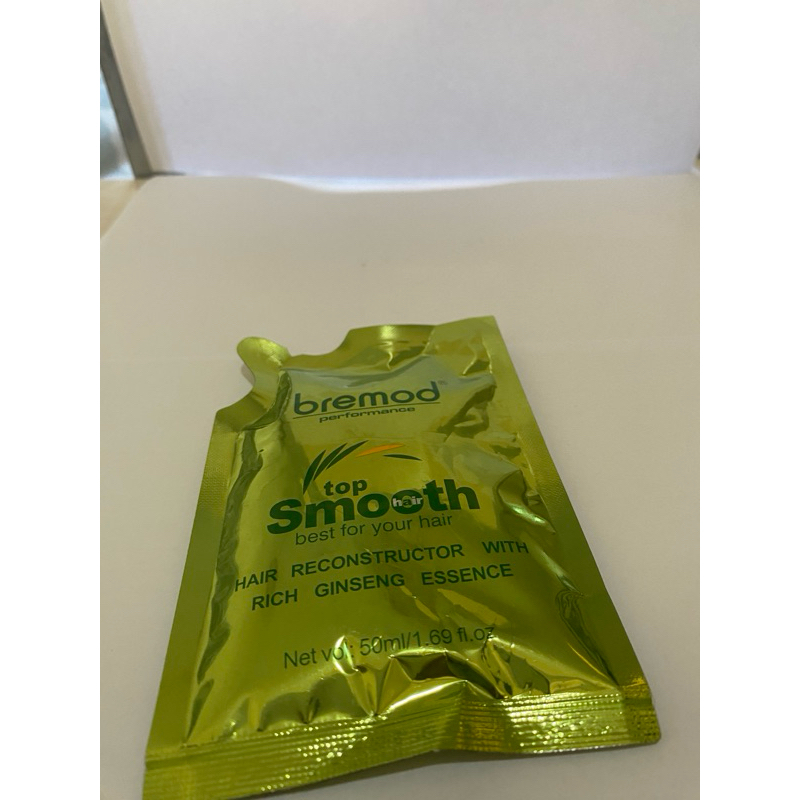 bremod®
performance
top
Smooth
hair
best for your hair
HAIR RECONSTRUCTOR WITH
RICH GINSENG ESSENCE
Net vol: 50ml/1.69 fl.oz